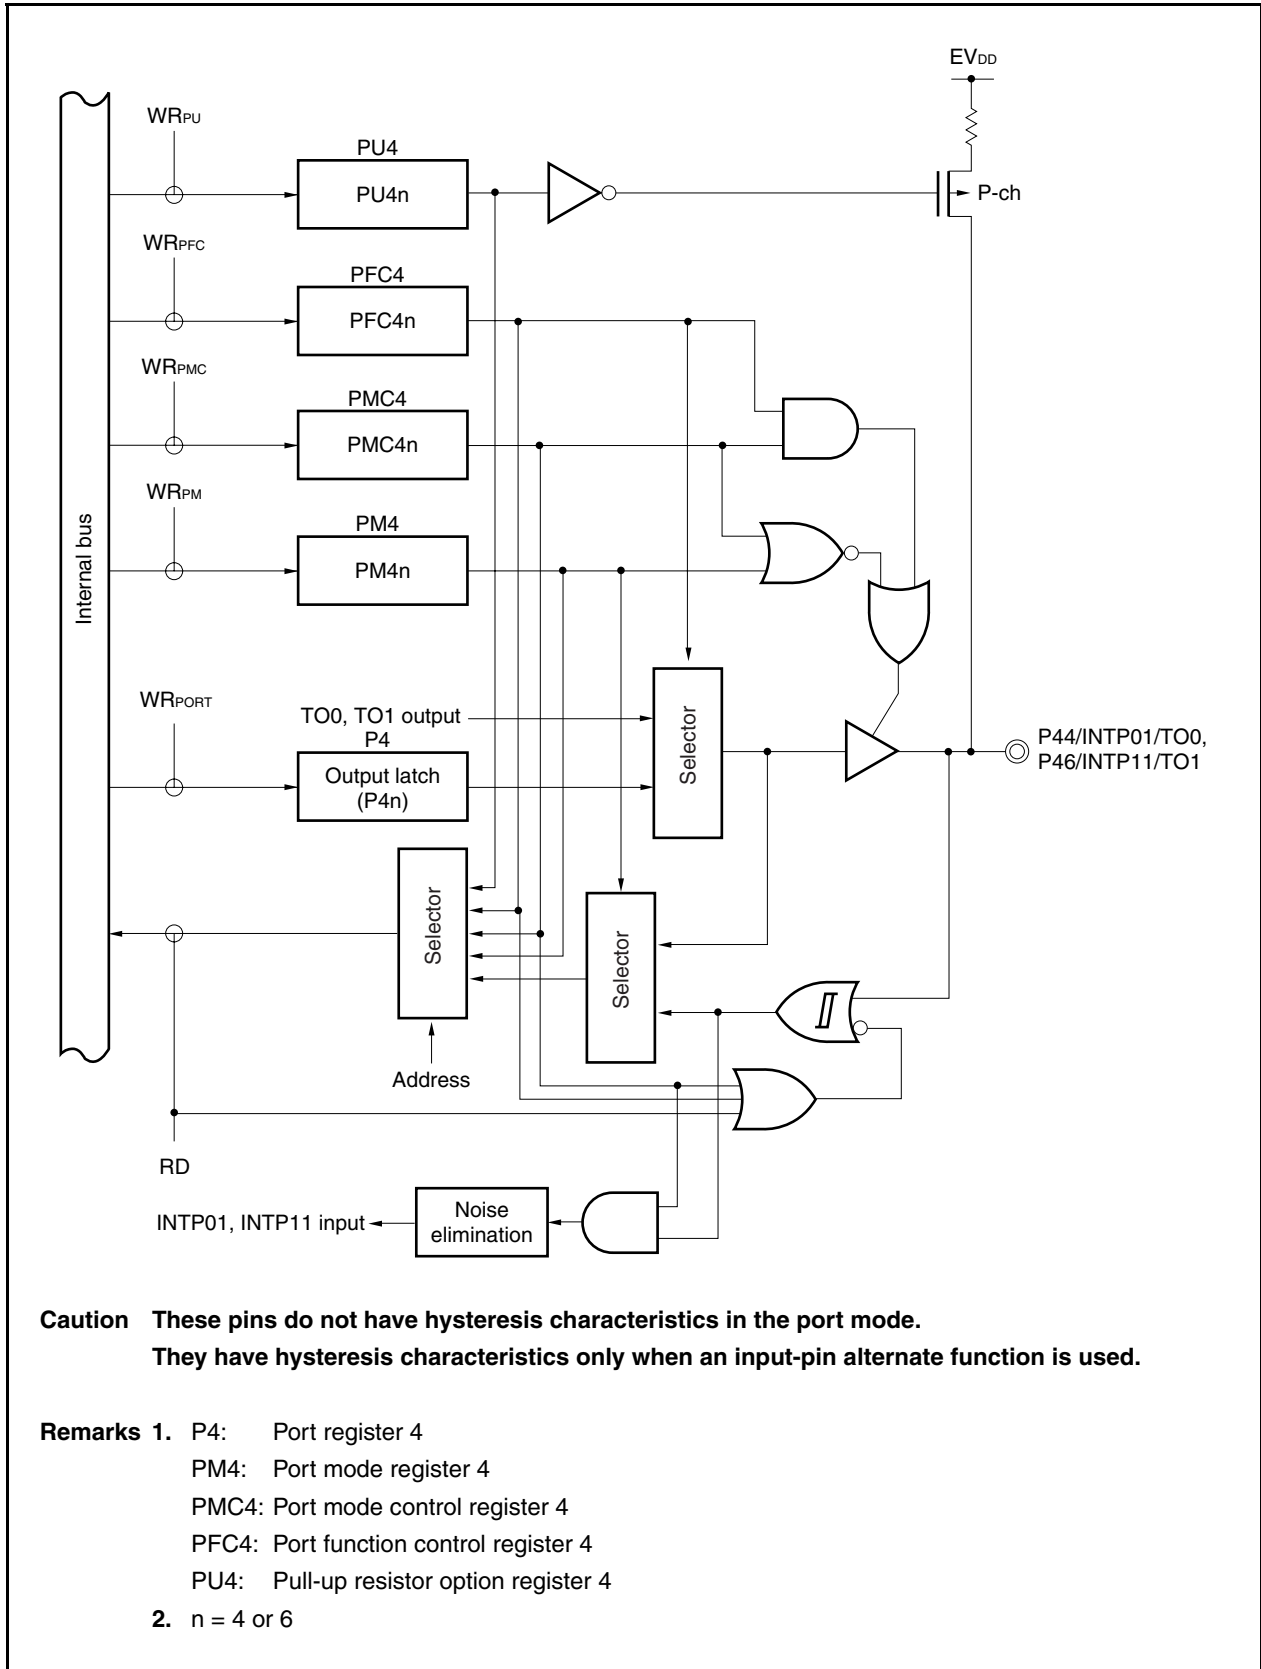 EVDD
WRPU
PU4
PU4n
P-ch
WRPFC
PFC4
PFC4n
WRPMC
PMC4
PMC4n
WRPM
PM4
PM4n
Internal bus
WRPORT
TO0, TO1 output
P4
Output latch
(P4n)
Selector
P44/INTP01/TO0,
P46/INTP11/TO1
Selector
Selector
Address
RD
INTP01, INTP11 input
Noise
elimination
Caution These pins do not have hysteresis characteristics in the port mode.
They have hysteresis characteristics only when an input-pin alternate function is used.
Remarks 1. P4: Port register 4
PM4: Port mode register 4
PMC4: Port mode control register 4
PFC4: Port function control register 4
PU4: Pull-up resistor option register 4
2. n = 4 or 6